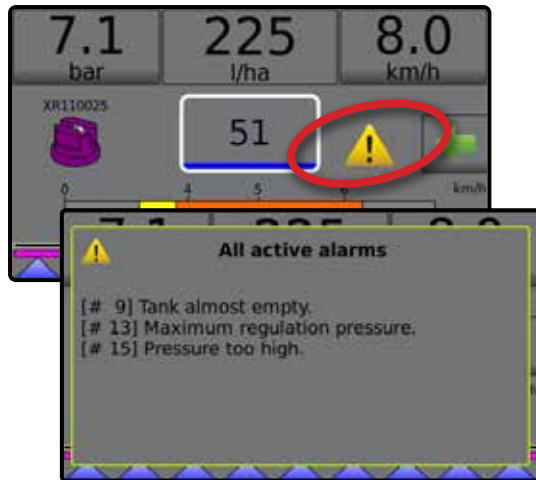 7.1 225 8.0
bar l/ha km/h
XR110025
51
0 4 5 6 km/h
All active alarms
[# 9] Tank almost empty.
[# 13] Maximum regulation pressure.
[# 15] Pressure too high.